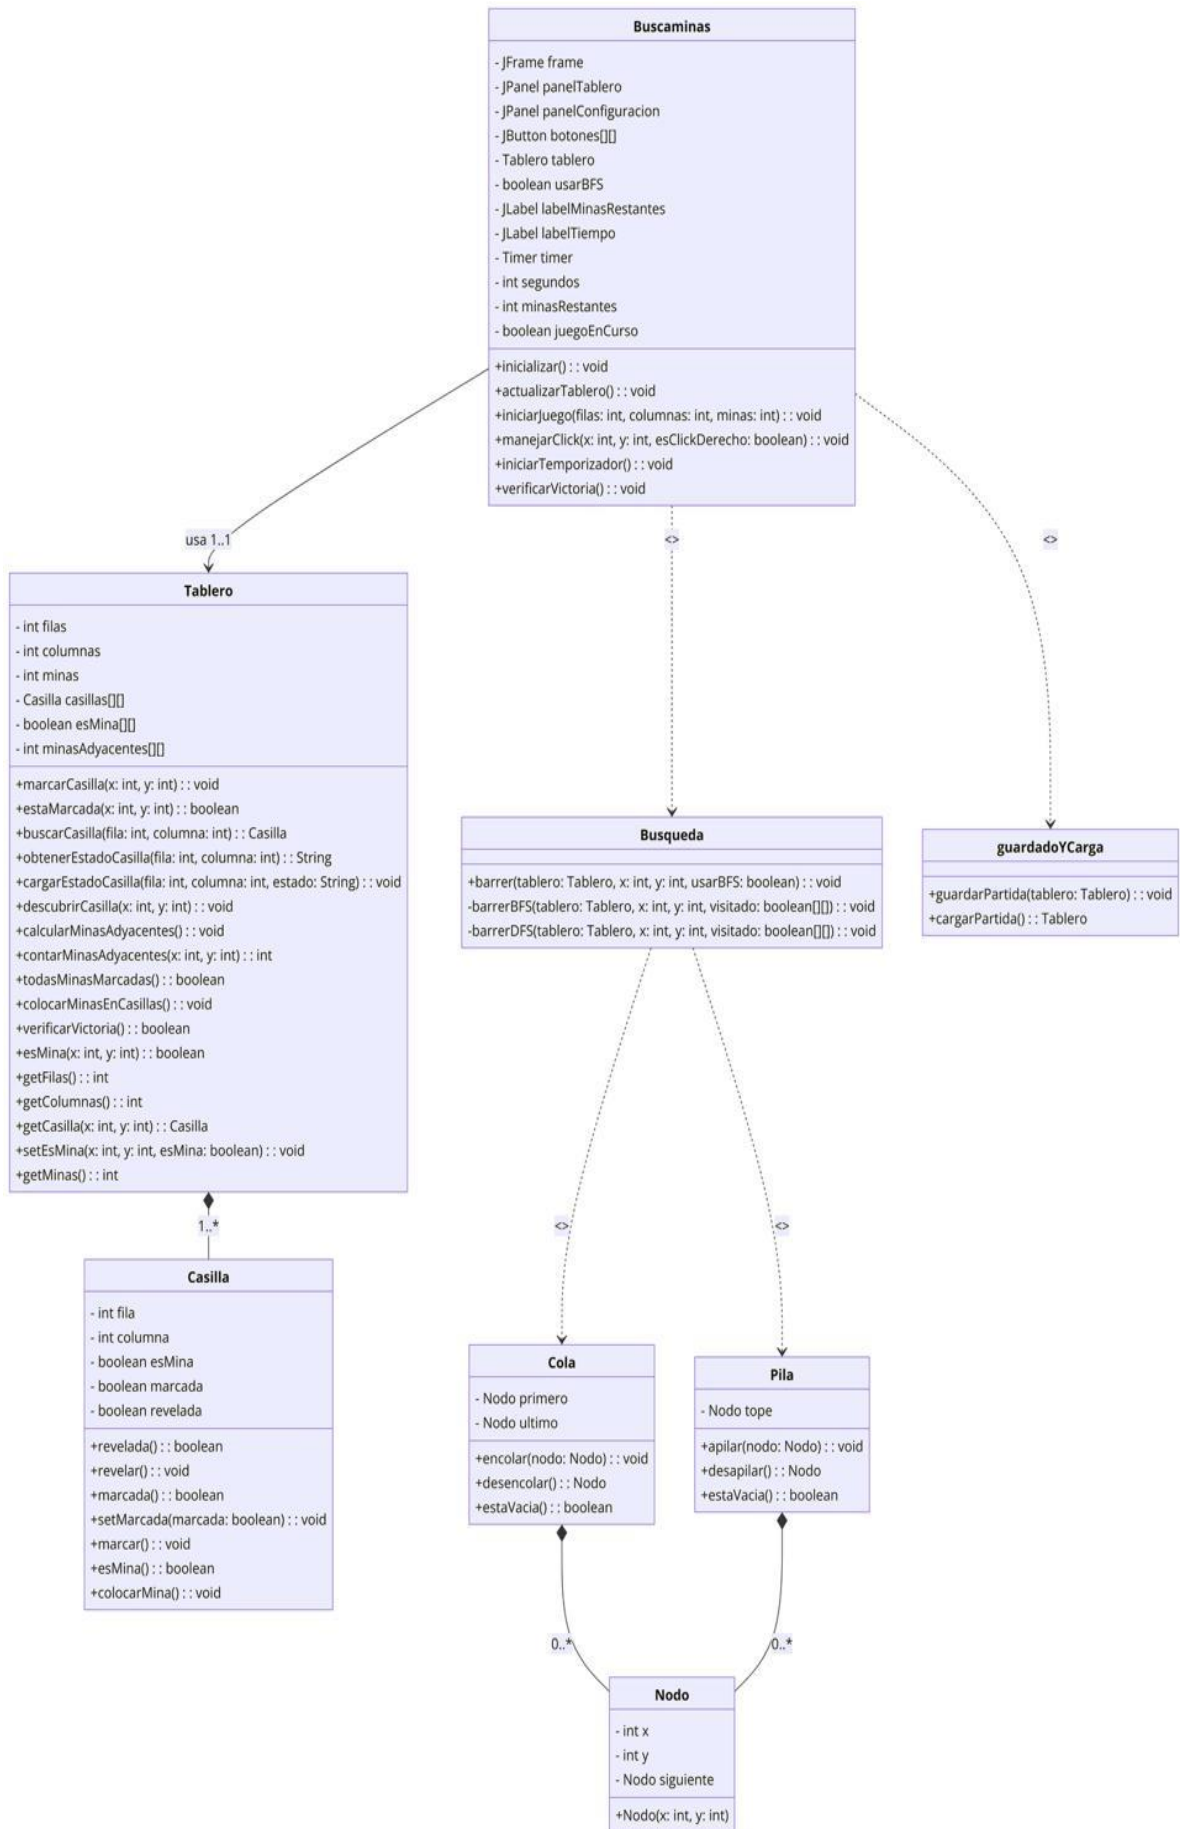 Buscaminas
- JFrame frame
- JPanel panelTablero
- JPanel panelConfiguracion
- JButton botones[][]
- Tablero tablero
- boolean usarBFS
- JLabel labelMinasRestantes
- JLabel labelTiempo
- Timer timer
- int segundos
- int minasRestantes
- boolean juegoEnCurso
+inicializar() : : void
+actualizarTablero() : : void
+iniciarJuego(filas: int, columnas: int, minas: int) : : void
+manejarClick(x: int, y: int, esClickDerecho: boolean) : : void
+iniciarTemporizador() : : void
+verificarVictoria() : : void
usa 1..1
<>
<>
Tablero
- int filas
- int columnas
- int minas
- Casilla casillas[][]
- boolean esMina[][]
- int minasAdyacentes[][]
+marcarCasilla(x: int, y: int) : : void
+estaMarcada(x: int, y: int) : : boolean
+buscarCasilla(fila: int, columna: int) : : Casilla
+obtenerEstadoCasilla(fila: int, columna: int) : : String
+cargarEstadoCasilla(fila: int, columna: int, estado: String) : : void
+descubrirCasilla(x: int, y: int) : : void
+calcularMinasAdyacentes() : : void
+contarMinasAdyacentes(x: int, y: int) : : int
+todasMinasMarcadas() : : boolean
+colocarMinasEnCasillas() : : void
+verificarVictoria() : : boolean
+esMina(x: int, y: int) : : boolean
+getFilas() : : int
+getColumnas() : : int
+getCasilla(x: int, y: int) : : Casilla
+setEsMina(x: int, y: int, esMina: boolean) : : void
+getMinas() : : int
Busqueda
+barrer(tablero: Tablero, x: int, y: int, usarBFS: boolean) : : void
-barrerBFS(tablero: Tablero, x: int, y: int, visitado: boolean[][]) : : void
-barrerDFS(tablero: Tablero, x: int, y: int, visitado: boolean[][]) : : void
guardadoYCarga
+guardarPartida(tablero: Tablero) : : void
+cargarPartida() : : Tablero
1..*
<>
<>
Casilla
- int fila
- int columna
- boolean esMina
- boolean marcada
- boolean revelada
+revelada() : : boolean
+revelar() : : void
+marcada() : : boolean
+setMarcada(marcada: boolean) : : void
+marcar() : : void
+esMina() : : boolean
+colocarMina() : : void
Cola
- Nodo primero
- Nodo ultimo
+encolar(nodo: Nodo) : : void
+desencolar() : : Nodo
+estaVacia() : : boolean
Pila
- Nodo tope
+apilar(nodo: Nodo) : : void
+desapilar() : : Nodo
+estaVacia() : : boolean
0..*
0..*
Nodo
- int x
- int y
- Nodo siguiente
+Nodo(x: int, y: int)